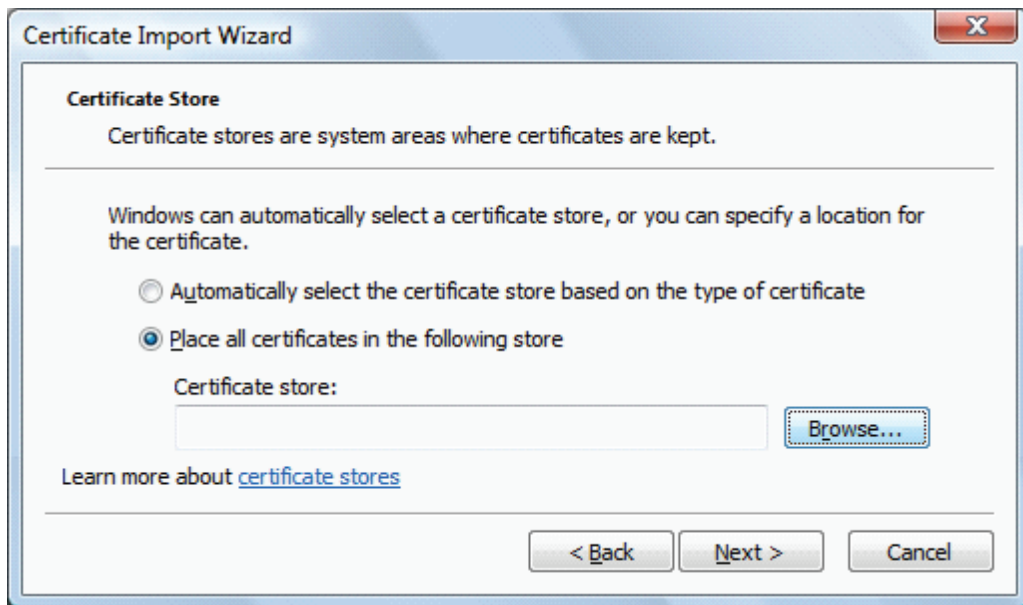 Certificate Import Wizard
Certificate Store
Certificate stores are system areas where certificates are kept.
Windows can automatically select a certificate store, or you can specify a location for
the certificate.
Automatically select the certificate store based on the type of certificate
Place all certificates in the following store
Certificate store:
Browse...
Learn more about certificate stores
< Back Next > Cancel